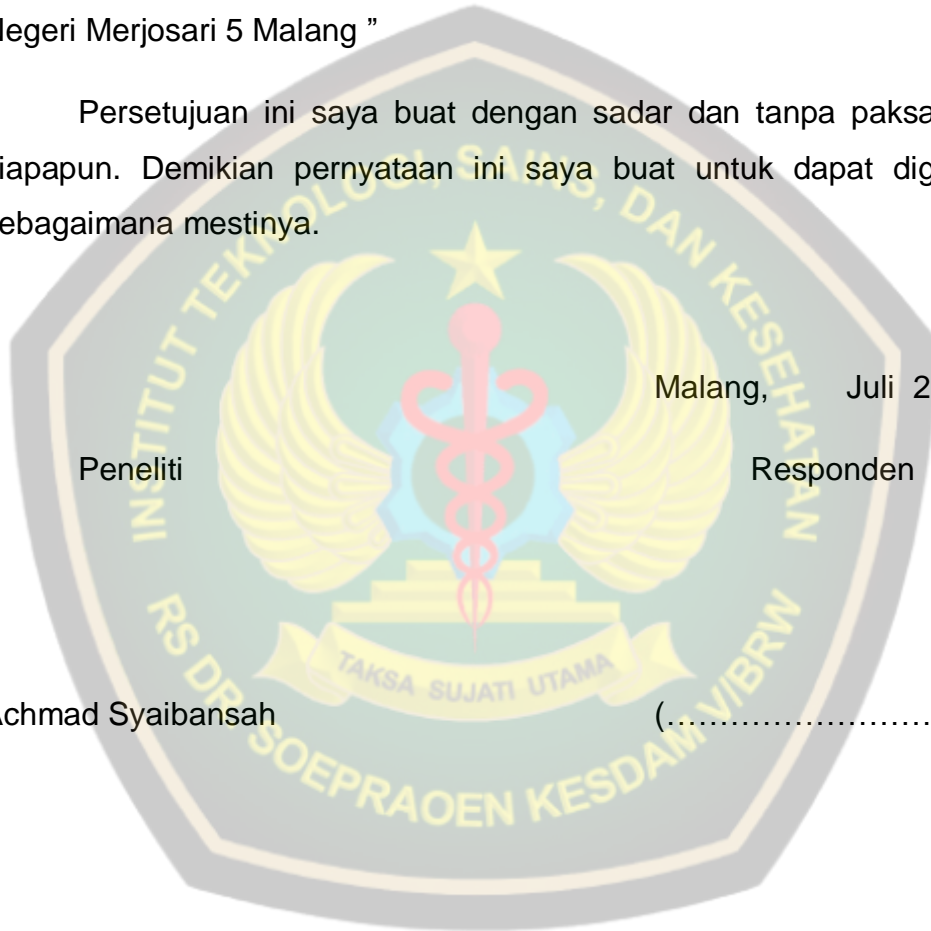 legeri Merjosari 5 Malang ”
Persetujuan ini saya buat dengan sadar dan tanpa paksa
iapapun. Demikian pernyataan ini saya buat untuk dapat dig
ebagaimana mestinya.
Malang, Juli 2
Peneliti Responden
Achmad Syaibansah (……………………
INSTITUT TEKNOLOGI, SAINS, DAN KESEHATAN
TAKSA SUJATI UTAMA
RS DR. SOEPRAOEN KESDAM V/BRW